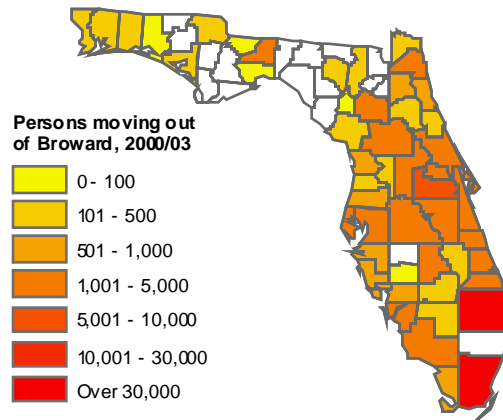 Persons moving out
of Broward, 2000/03
0 - 100
101 - 500
501 - 1,000
1,001 - 5,000
5,001 - 10,000
10,001 - 30,000
Over 30,000